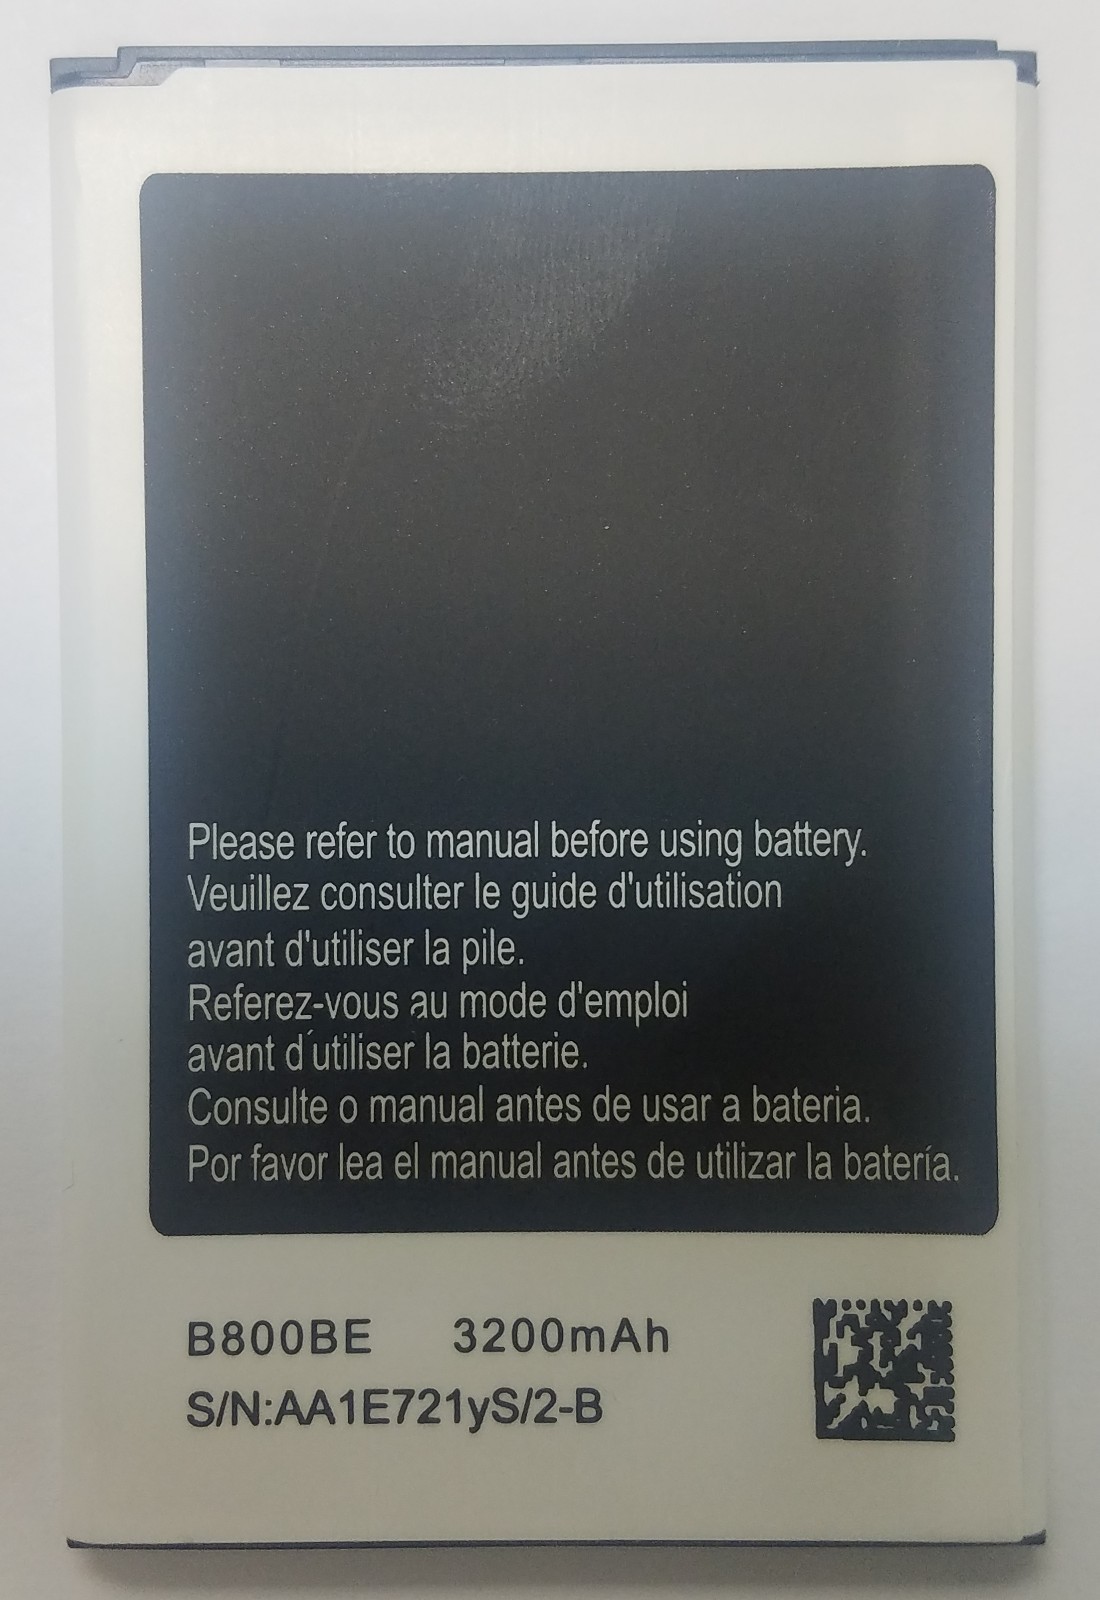 Please refer to manual before using battery.
Veuillez consulter le guide d'utilisation
avant d'utiliser la pile.
Referez-vous au mode d'emploi
avant d´utiliser la batterie.
Consulte o manual antes de usar a bateria.
Por favor lea el manual antes de utilizar la batería.
B800BE 3200mAh
S/N:AA1E721yS/2-B